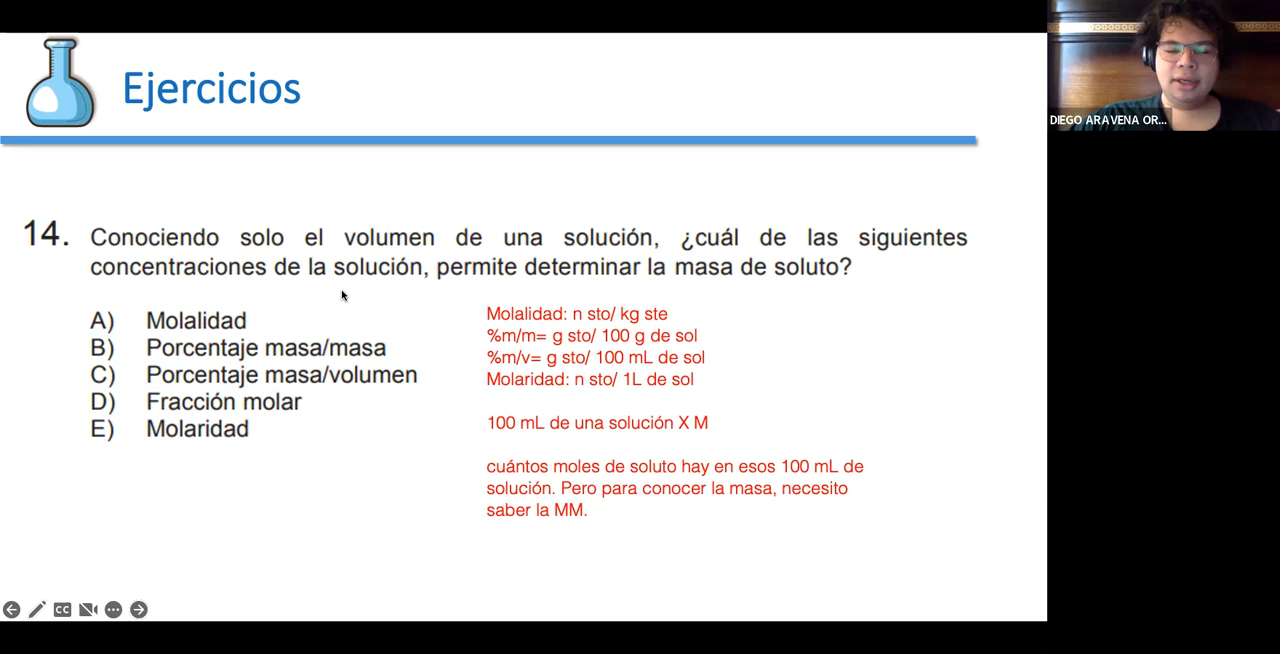 Ejercicios
DIEGO ARAVENA OR...
14. Conociendo solo el volumen de una solución, ¿cuál de las siguientes
concentraciones de la solución, permite determinar la masa de soluto?
A) Molalidad
B) Porcentaje masa/masa
C) Porcentaje masa/volumen
D) Fracción molar
E) Molaridad
Molalidad: n sto/ kg ste
%m/m= g sto/ 100 g de sol
%m/v= g sto/ 100 mL de sol
Molaridad: n sto/ 1L de sol
100 mL de una solución X M
cuántos moles de soluto hay en esos 100 mL de
solución. Pero para conocer la masa, necesito
saber la MM.
CC